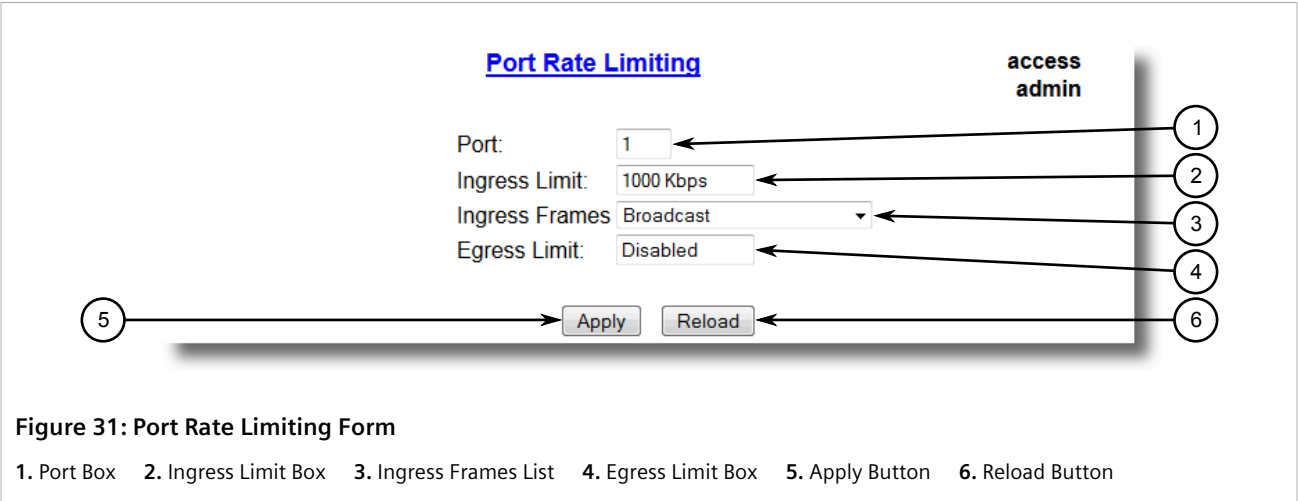 Port Rate Limiting
access
admin
Port: 1
1
Ingress Limit: 1000 Kbps
2
Ingress Frames Broadcast
3
Egress Limit: Disabled
4
5
Apply Reload
6
Figure 31: Port Rate Limiting Form
1. Port Box 2. Ingress Limit Box 3. Ingress Frames List 4. Egress Limit Box 5. Apply Button 6. Reload Button